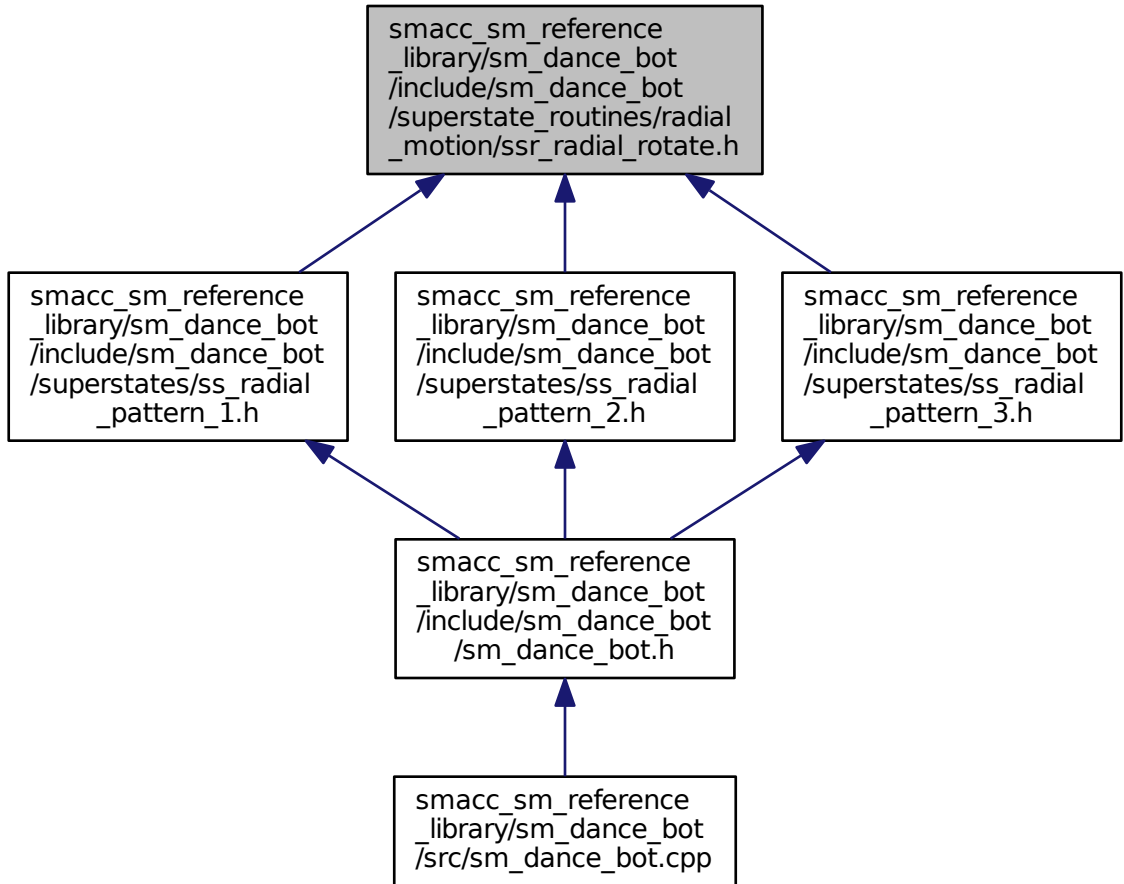 smacc_sm_reference
_library/sm_dance_bot
/include/sm_dance_bot
/superstate_routines/radial
_motion/ssr_radial_rotate.h
smacc_sm_reference
_library/sm_dance_bot
/include/sm_dance_bot
/superstates/ss_radial
_pattern_1.h
smacc_sm_reference
_library/sm_dance_bot
/include/sm_dance_bot
/superstates/ss_radial
_pattern_2.h
smacc_sm_reference
_library/sm_dance_bot
/include/sm_dance_bot
/superstates/ss_radial
_pattern_3.h
smacc_sm_reference
_library/sm_dance_bot
/include/sm_dance_bot
/sm_dance_bot.h
smacc_sm_reference
_library/sm_dance_bot
/src/sm_dance_bot.cpp